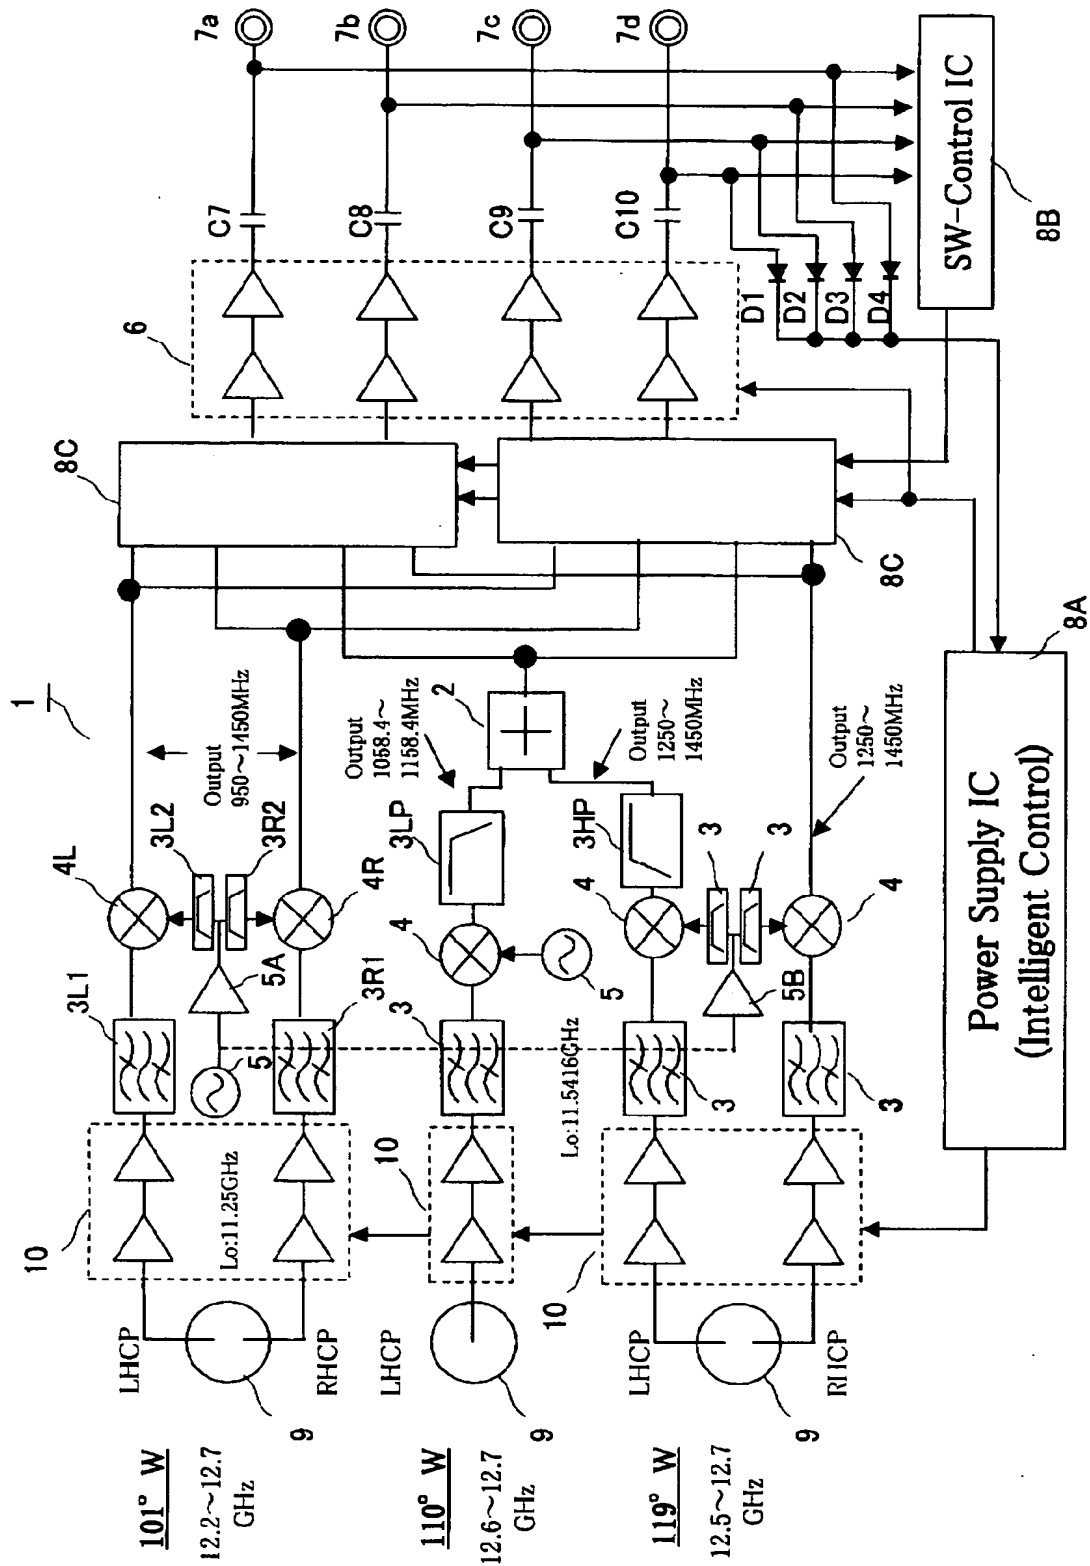 1
101° W
12.2～12.7
GHz
LHCP
RHCP
9
10
Lo:11.25GHz
3L1
5
3R1
5A
4L
3L2
3R2
4R
Output
950～1450MHz
8C
6
C7
C8
C9
C10
7a
7b
7c
7d
110° W
12.6～12.7
GHz
LHCP
9
10
3
4
5
3LP
Output
1058.4～
1158.4MHz
2
Lo:11.5416GHz
119° W
12.5～12.7
GHz
LHCP
RHCP
9
10
3
3
4
5B
3
3
4
3HP
Output
1250～
1450MHz
Output
1250～
1450MHz
8C
D1
D2
D3
D4
SW-Control IC
8B
Power Supply IC
(Intelligent Control)
8A